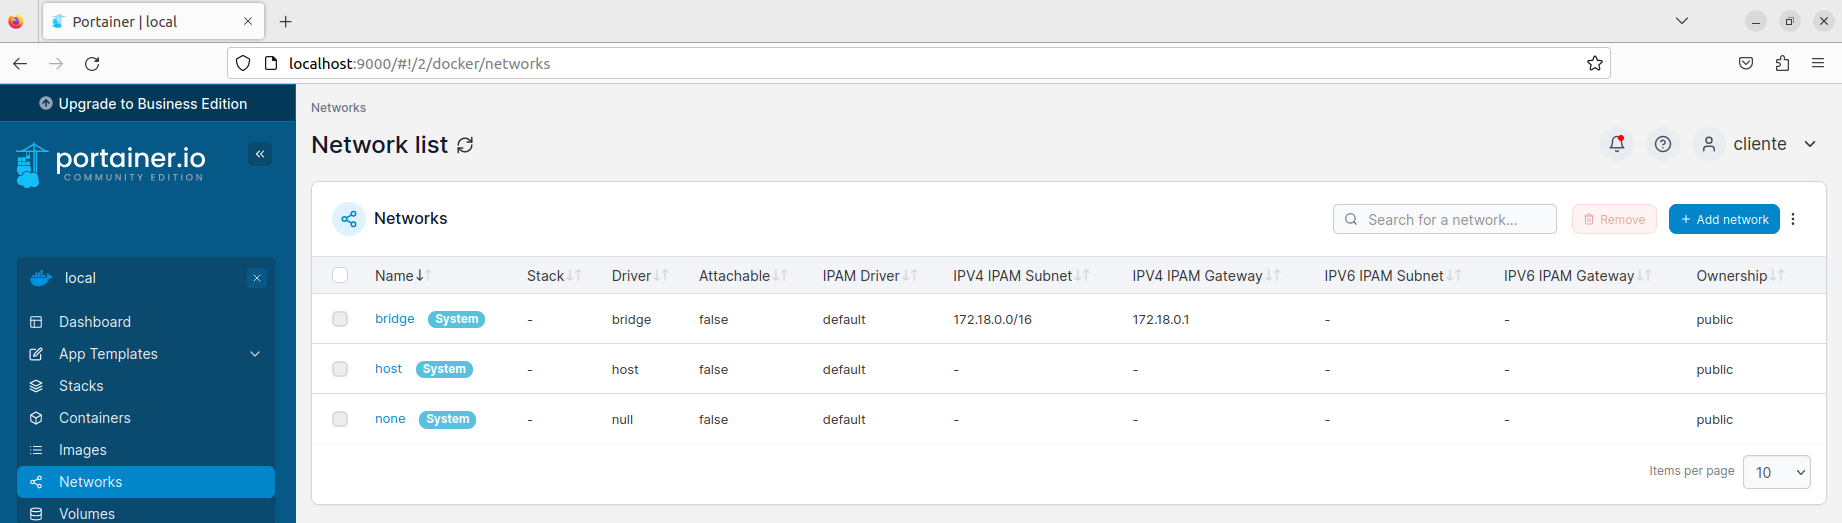 Portainer | local
localhost:9000/#!/2/docker/networks
Upgrade to Business Edition
portainer.io
COMMUNITY EDITION
local
Dashboard
App Templates
Stacks
Containers
Images
Networks
Volumes
Networks
Network list
cliente
Networks
Search for a network...
Remove
+ Add network
Name Stack Driver Attachable IPAM Driver IPV4 IPAM Subnet IPV4 IPAM Gateway IPV6 IPAM Subnet IPV6 IPAM Gateway Ownership
bridge System - bridge false default 172.18.0.0/16 172.18.0.1 - - public
host System - host false default - - - - public
none System - null false default - - - - public
Items per page 10